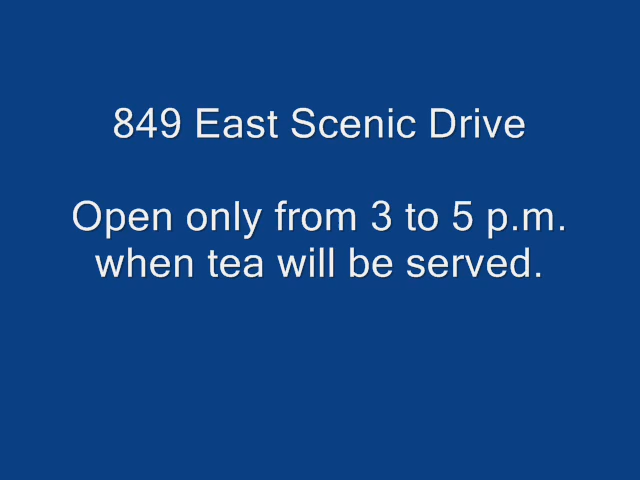 849 East Scenic Drive
Open only from 3 to 5 p.m.
when tea will be served.